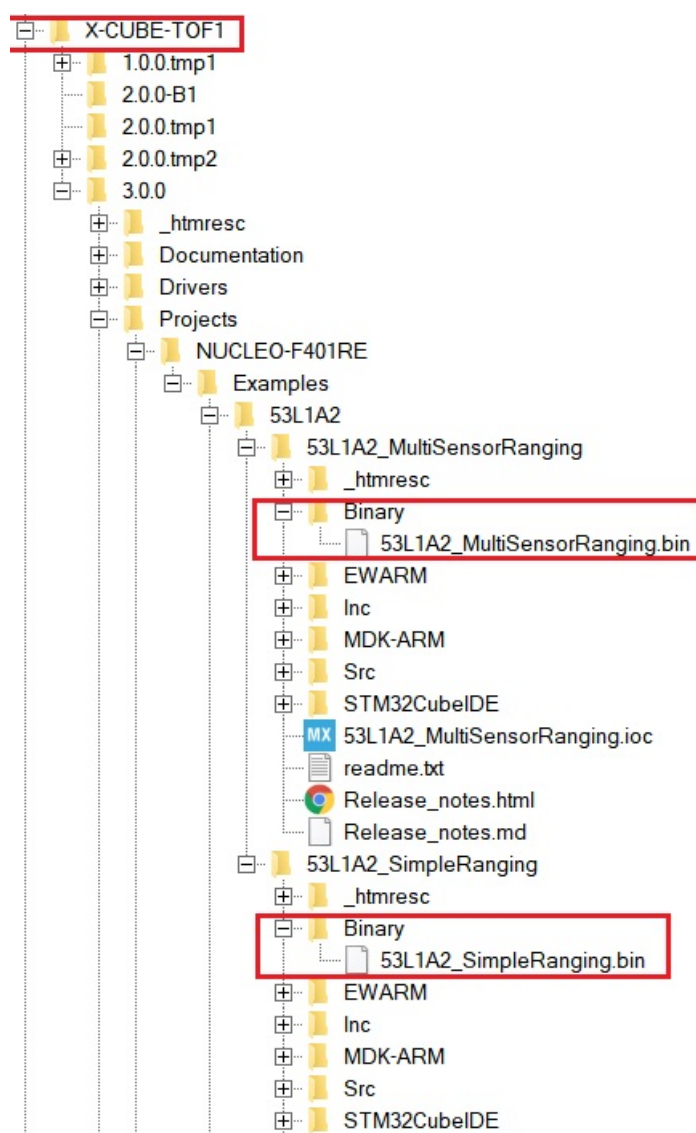 X-CUBE-TOF1
1.0.0.tmp1
2.0.0-B1
2.0.0.tmp1
2.0.0.tmp2
3.0.0
_htmresc
Documentation
Drivers
Projects
NUCLEO-F401RE
Examples
53L1A2
53L1A2_MultiSensorRanging
_htmresc
Binary
53L1A2_MultiSensorRanging.bin
EWARM
Inc
MDK-ARM
Src
STM32CubeIDE
MX 53L1A2_MultiSensorRanging.ioc
readme.txt
Release_notes.html
Release_notes.md
53L1A2_SimpleRanging
_htmresc
Binary
53L1A2_SimpleRanging.bin
EWARM
Inc
MDK-ARM
Src
STM32CubeIDE